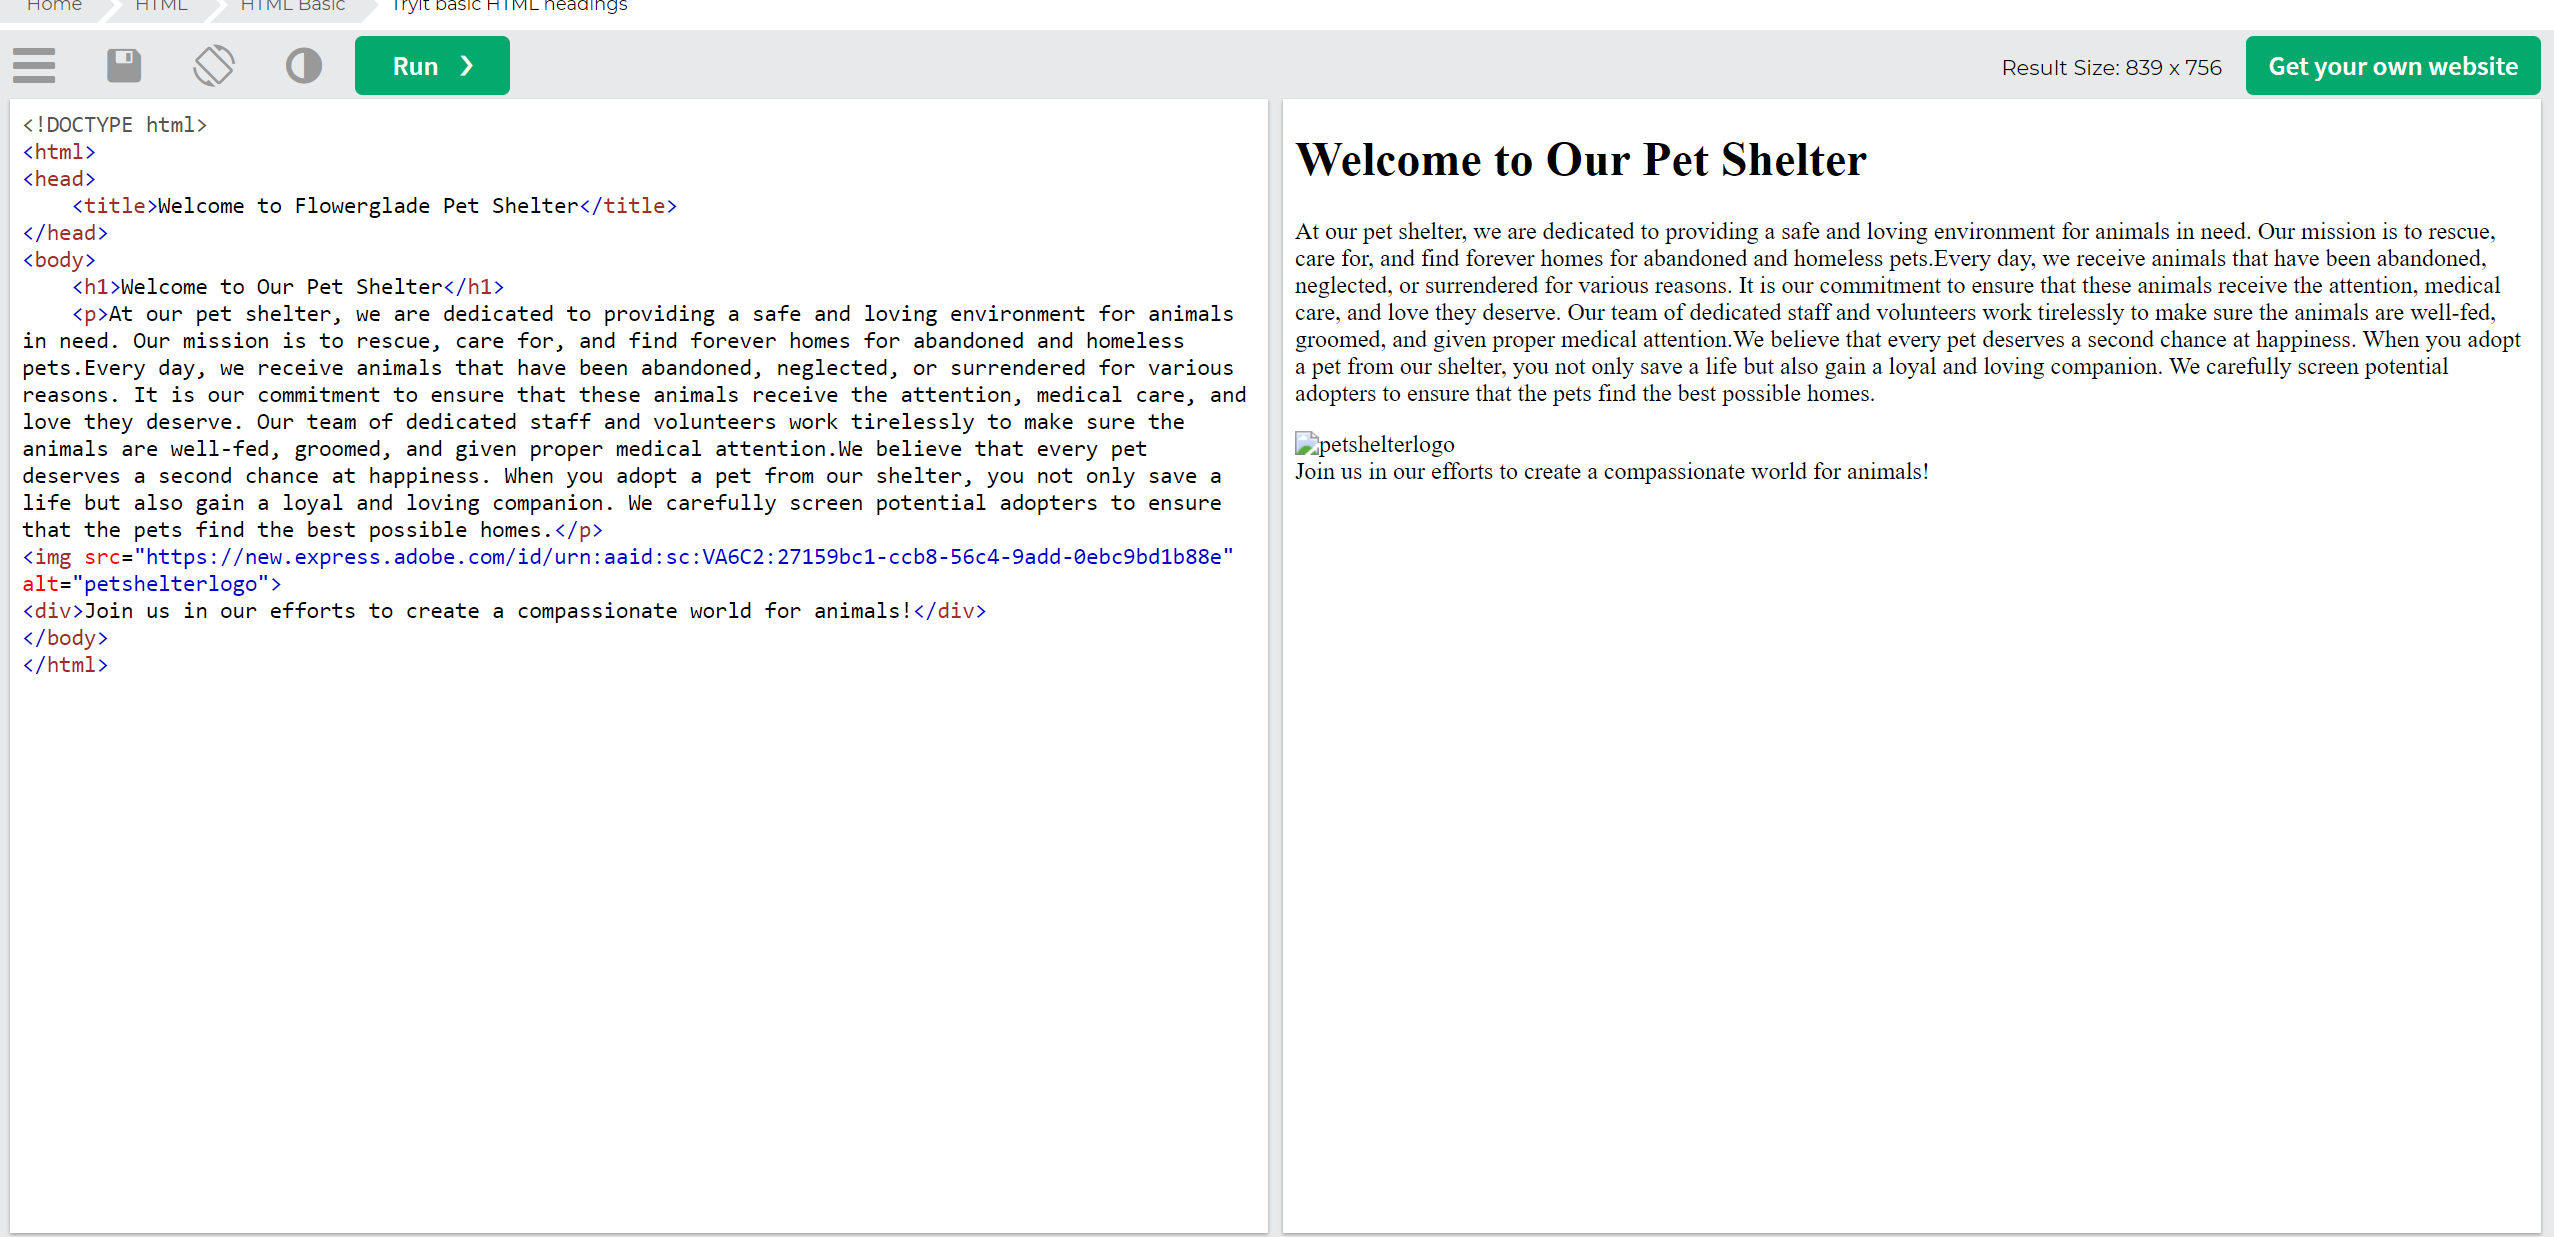 Home HTML HTML Basic Tryit basic HTML headings
Run ❯ Result Size: 839 x 756 Get your own website
<!DOCTYPE html>
<html>
<head>
    <title>Welcome to Flowerglade Pet Shelter</title>
</head>
<body>
    <h1>Welcome to Our Pet Shelter</h1>
    <p>At our pet shelter, we are dedicated to providing a safe and loving environment for animals
in need. Our mission is to rescue, care for, and find forever homes for abandoned and homeless
pets.Every day, we receive animals that have been abandoned, neglected, or surrendered for various
reasons. It is our commitment to ensure that these animals receive the attention, medical care, and
love they deserve. Our team of dedicated staff and volunteers work tirelessly to make sure the
animals are well-fed, groomed, and given proper medical attention.We believe that every pet
deserves a second chance at happiness. When you adopt a pet from our shelter, you not only save a
life but also gain a loyal and loving companion. We carefully screen potential adopters to ensure
that the pets find the best possible homes.</p>
<img src="https://new.express.adobe.com/id/urn:aaid:sc:VA6C2:27159bc1-ccb8-56c4-9add-0ebc9bd1b88e"
alt="petshelterlogo">
<div>Join us in our efforts to create a compassionate world for animals!</div>
</body>
</html>
Welcome to Our Pet Shelter
At our pet shelter, we are dedicated to providing a safe and loving environment for animals in need. Our mission is to rescue,
care for, and find forever homes for abandoned and homeless pets.Every day, we receive animals that have been abandoned,
neglected, or surrendered for various reasons. It is our commitment to ensure that these animals receive the attention, medical
care, and love they deserve. Our team of dedicated staff and volunteers work tirelessly to make sure the animals are well-fed,
groomed, and given proper medical attention.We believe that every pet deserves a second chance at happiness. When you adopt
a pet from our shelter, you not only save a life but also gain a loyal and loving companion. We carefully screen potential
adopters to ensure that the pets find the best possible homes.
petshelterlogo
Join us in our efforts to create a compassionate world for animals!